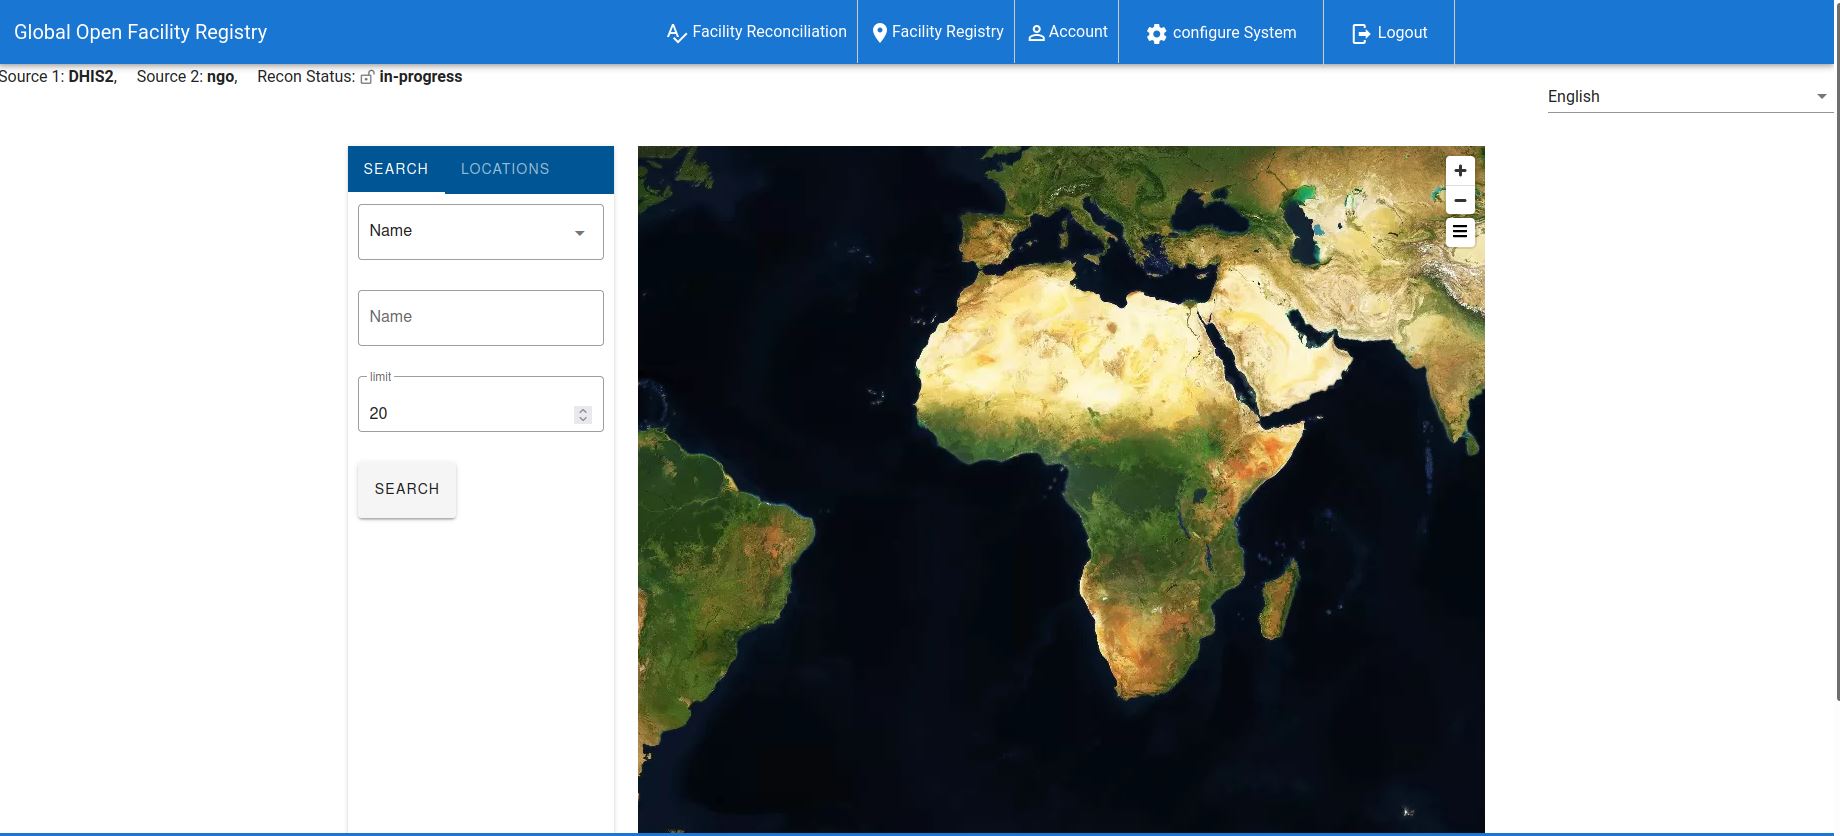 Global Open Facility Registry
Facility Reconciliation
Facility Registry
Account
configure System
Logout
Source 1: DHIS2, Source 2: ngo, Recon Status: in-progress
English
SEARCH LOCATIONS
Name
Name
limit
20
SEARCH
+
−